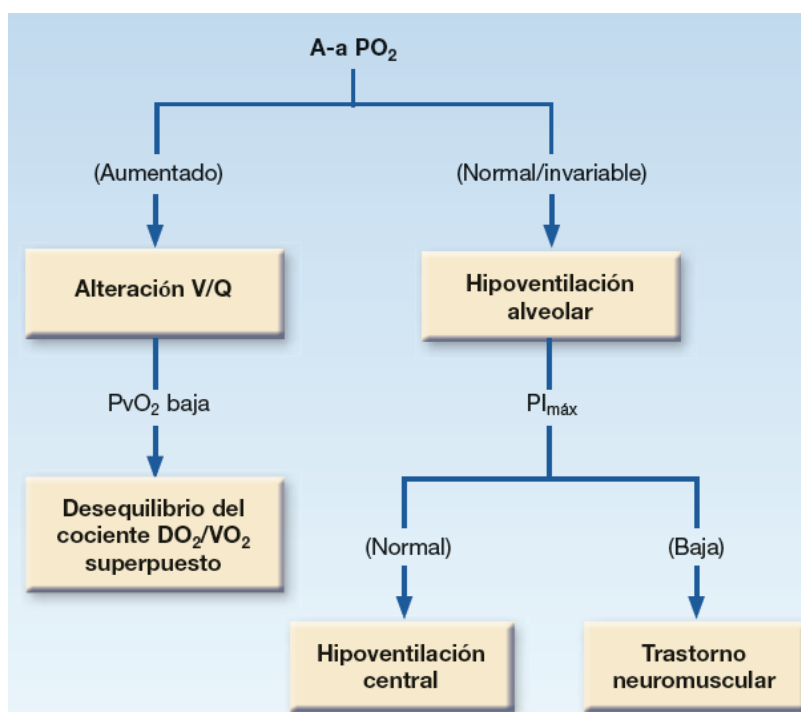 A-a PO₂
(Aumentado)
(Normal/invariable)
Alteración V/Q
Hipoventilación
alveolar
PvO₂ baja
PImáx
Desequilibrio del
cociente DO₂/VO₂
superpuesto
(Normal)
(Baja)
Hipoventilación
central
Trastorno
neuromuscular